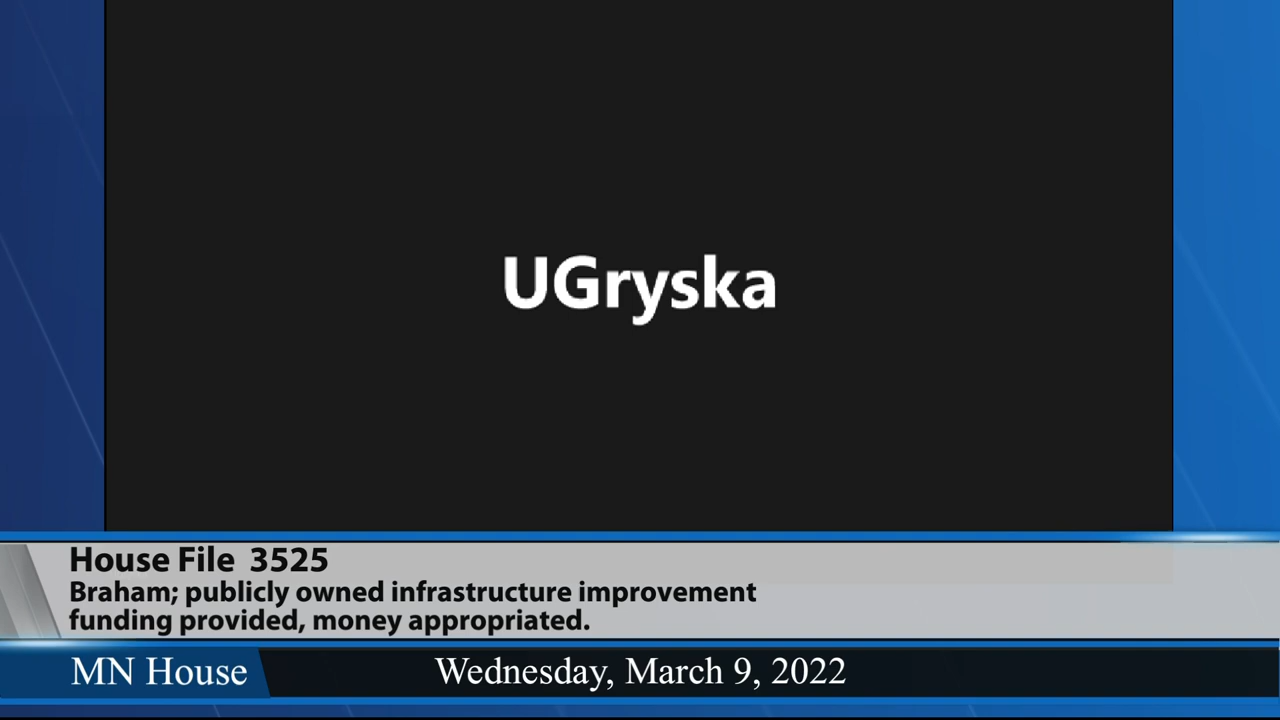 UGryska
House File 3525
Braham; publicly owned infrastructure improvement
funding provided, money appropriated.
MN House
Wednesday, March 9, 2022